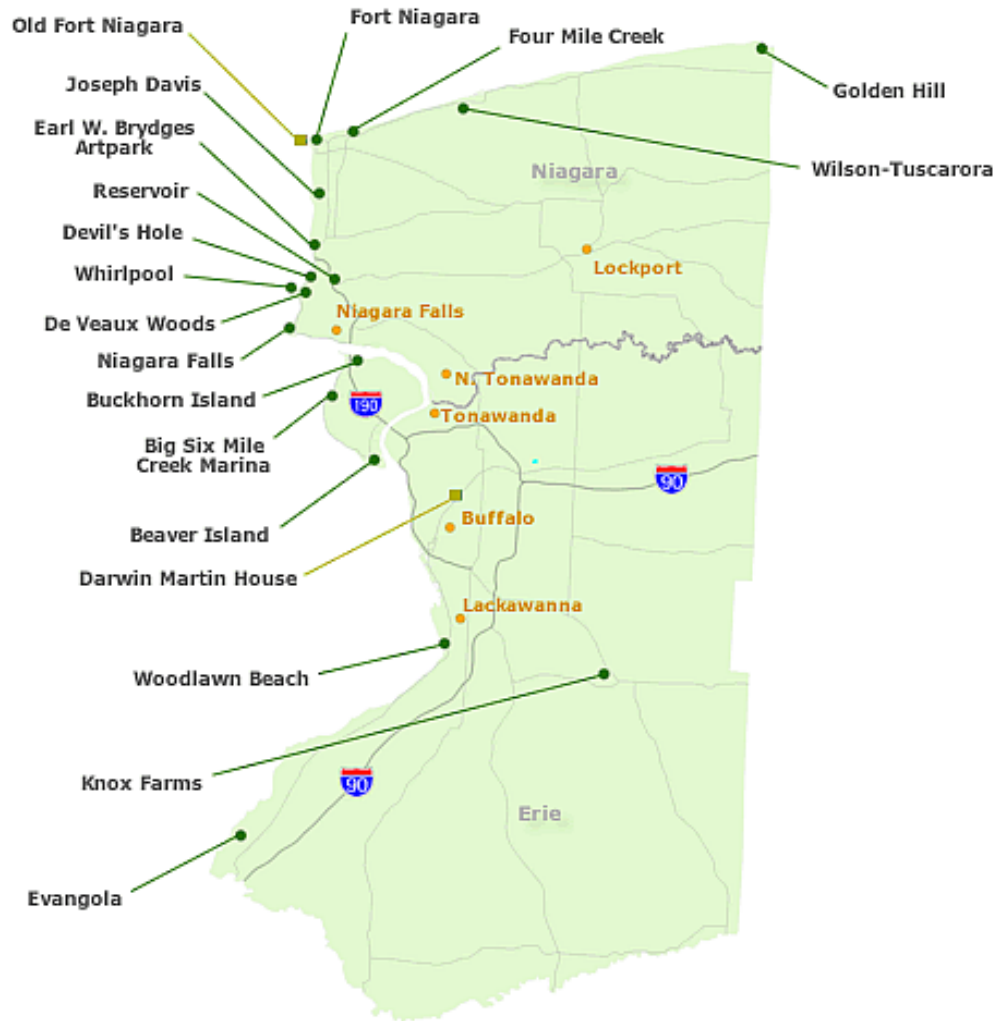 Old Fort Niagara
Fort Niagara
Four Mile Creek
Golden Hill
Joseph Davis
Earl W. Brydges
Artpark
Wilson-Tuscarora
Niagara
Reservoir
Devil's Hole
Whirlpool
Lockport
De Veaux Woods
Niagara Falls
Niagara Falls
N. Tonawanda
Buckhorn Island
190
Tonawanda
Big Six Mile
Creek Marina
90
Buffalo
Beaver Island
Darwin Martin House
Lackawanna
Woodlawn Beach
Knox Farms
90
Erie
Evangola